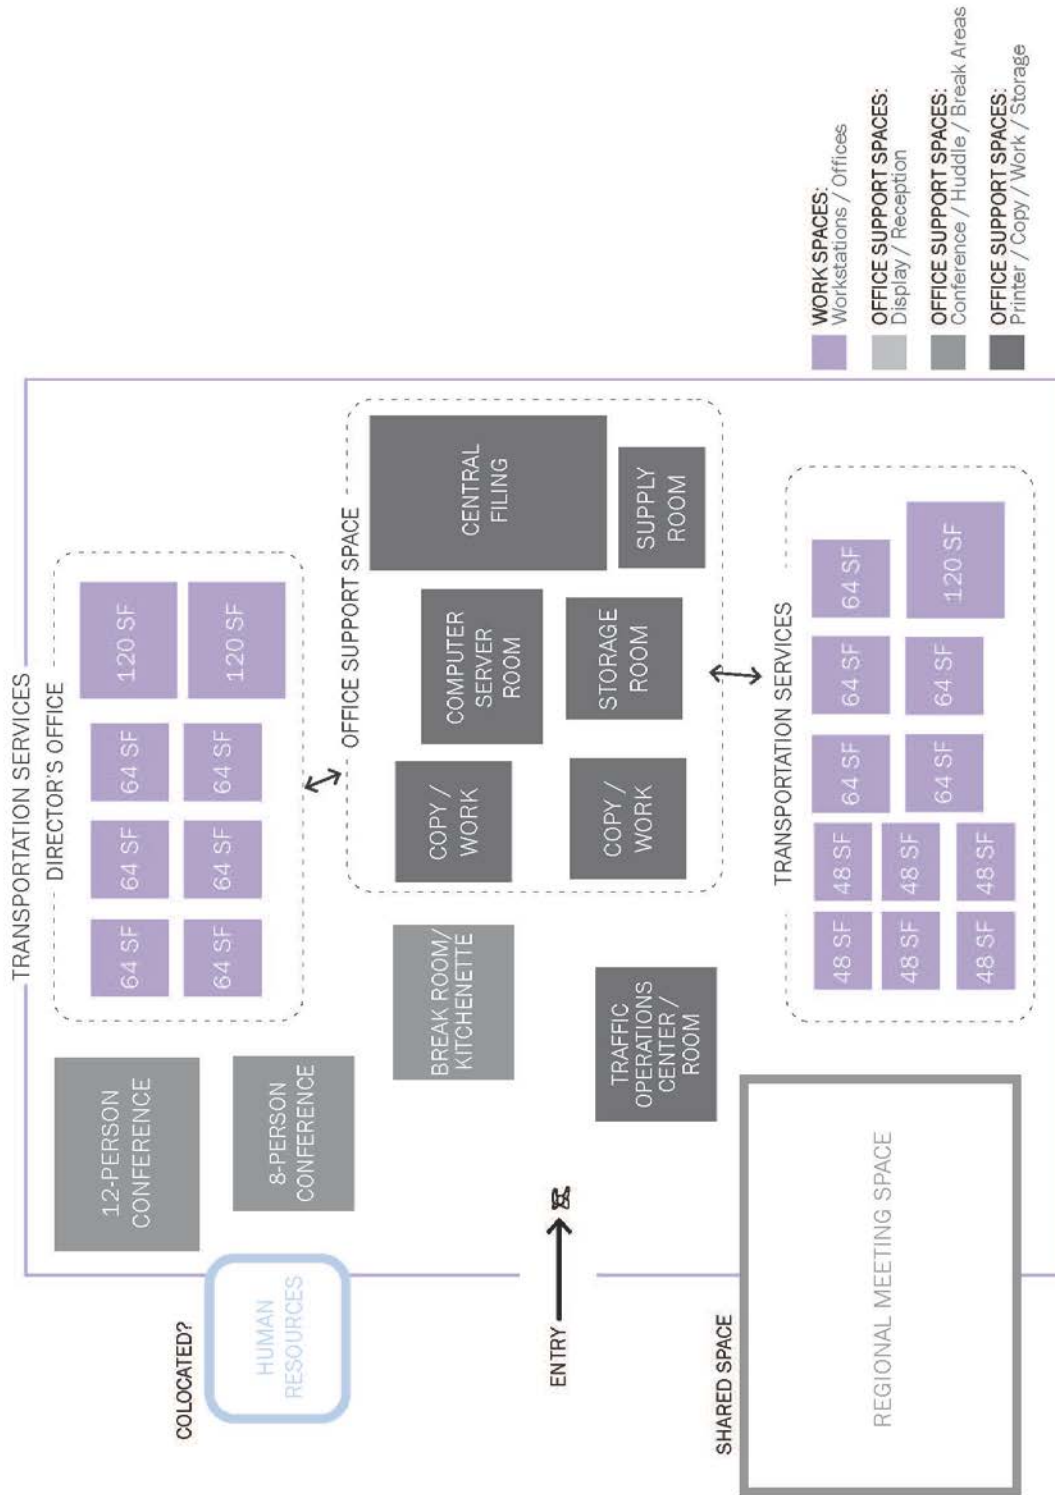 TRANSPORTATION SERVICES
DIRECTOR'S OFFICE
12-PERSON
CONFERENCE
64 SF
64 SF
64 SF
120 SF
64 SF
64 SF
64 SF
120 SF
8-PERSON
CONFERENCE
COLOCATED?
HUMAN
RESOURCES
OFFICE SUPPORT SPACE
BREAK ROOM/
KITCHENETTE
COPY /
WORK
COMPUTER
SERVER
ROOM
CENTRAL
FILING
ENTRY
TRAFFIC
OPERATIONS
CENTER /
ROOM
COPY /
WORK
STORAGE
ROOM
SUPPLY
ROOM
SHARED SPACE
REGIONAL MEETING SPACE
TRANSPORTATION SERVICES
48 SF
48 SF
64 SF
64 SF
64 SF
48 SF
48 SF
64 SF
64 SF
120 SF
48 SF
48 SF
WORK SPACES:
Workstations / Offices
OFFICE SUPPORT SPACES:
Display / Reception
OFFICE SUPPORT SPACES:
Conference / Huddle / Break Areas
OFFICE SUPPORT SPACES:
Printer / Copy / Work / Storage